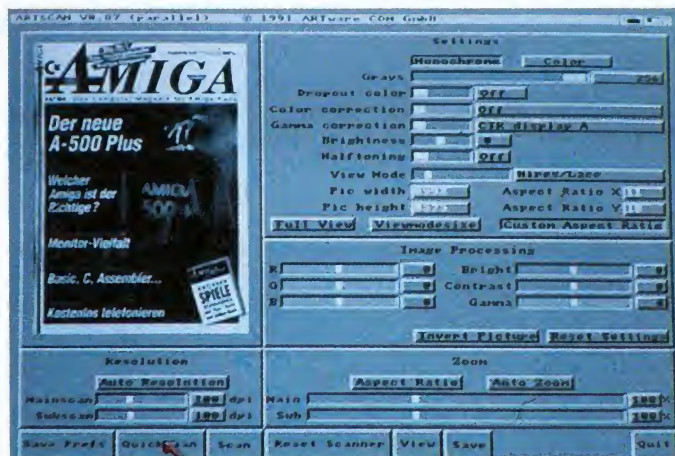 ARTSCAN V0.07 (parallel) © 1991 ARTware COM GmbH
AMIGA
Der neue
A-500 Plus
Welcher
Amiga ist der
Richtige?
AMIGA
500
Monitor-Vielfalt
Basic, C, Assembler...
SPIELE
Kostenlos telefonieren
Settings
Monochrome Color
Grays 256
Dropout color Off
Color correction Off
Gamma correction CTR display A
Brightness 0
Halftoning Off
View Mode Hires/Lace
Pic width Aspect Ratio X
Pic height Aspect Ratio Y
Full View Viewmodesize Custom Aspect Ratio
Image Processing
R 0 Bright 0
G 0 Contrast 0
B 0 Gamma 0
Invert Picture Reset Settings
Resolution
Auto Resolution
Mainscan 100 dpi
Subscan 100 dpi
Zoom
Aspect Ratio Auto Zoom
Main 100 %
Sub 100 %
Save Prefs Quickscan Scan Reset Scanner View Save Quit